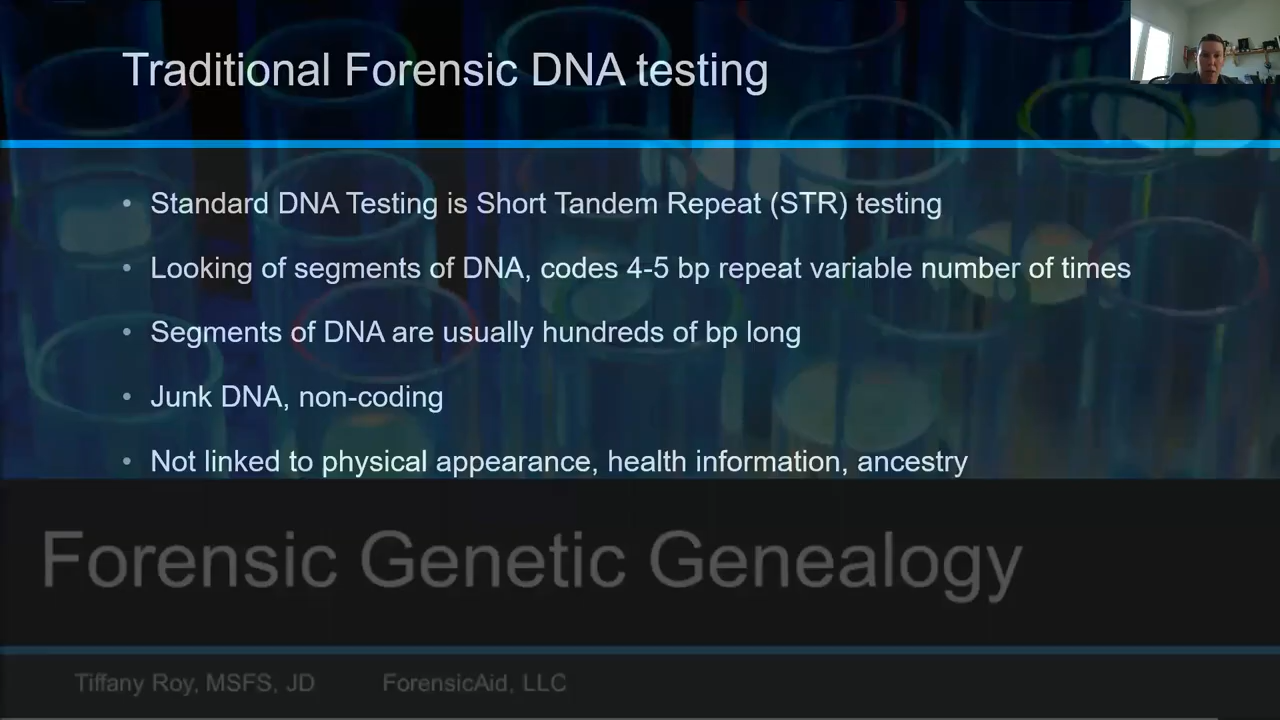 Traditional Forensic DNA testing
• Standard DNA Testing is Short Tandem Repeat (STR) testing
• Looking of segments of DNA, codes 4-5 bp repeat variable number of times
• Segments of DNA are usually hundreds of bp long
• Junk DNA, non-coding
• Not linked to physical appearance, health information, ancestry
Forensic Genetic Genealogy
Tiffany Roy, MSFS, JD ForensicAid, LLC